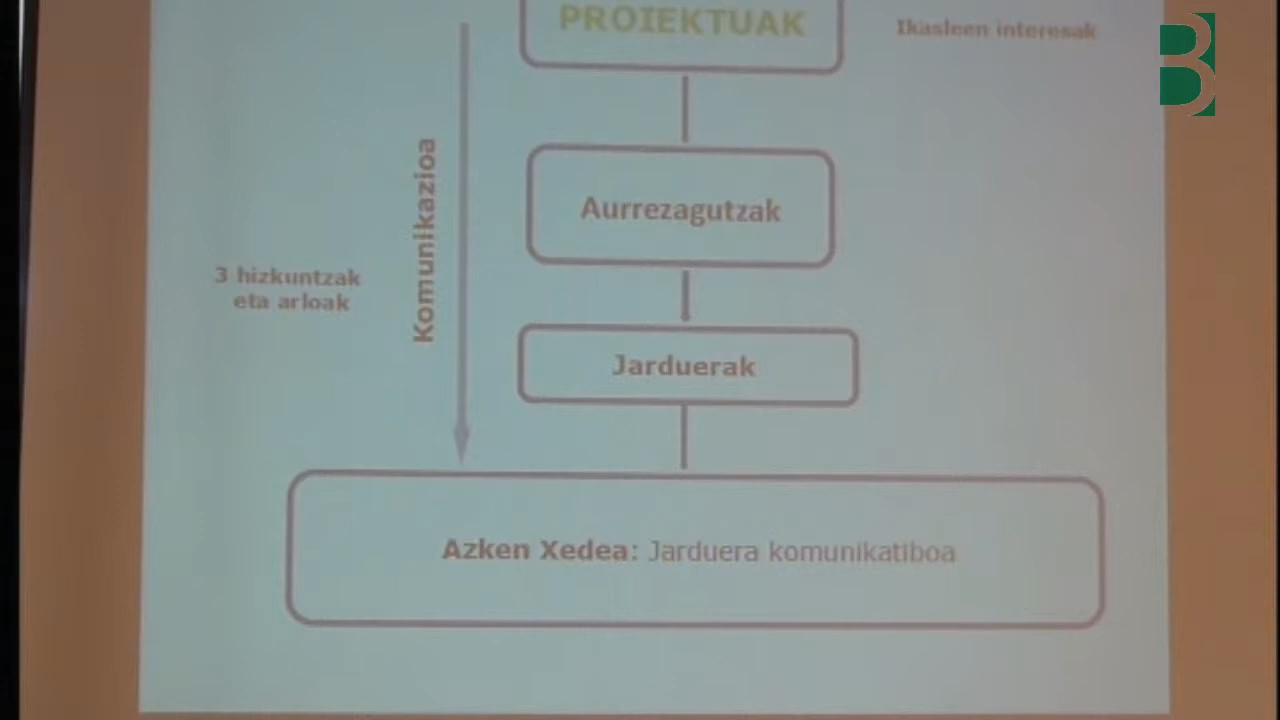 PROIEKTUAK
Ikasleen interesak
Komunikazioa
Aurrezagutzak
3 hizkuntzak
eta arloak
Jarduerak
Azken Xedea: Jarduera komunikatiboa
B